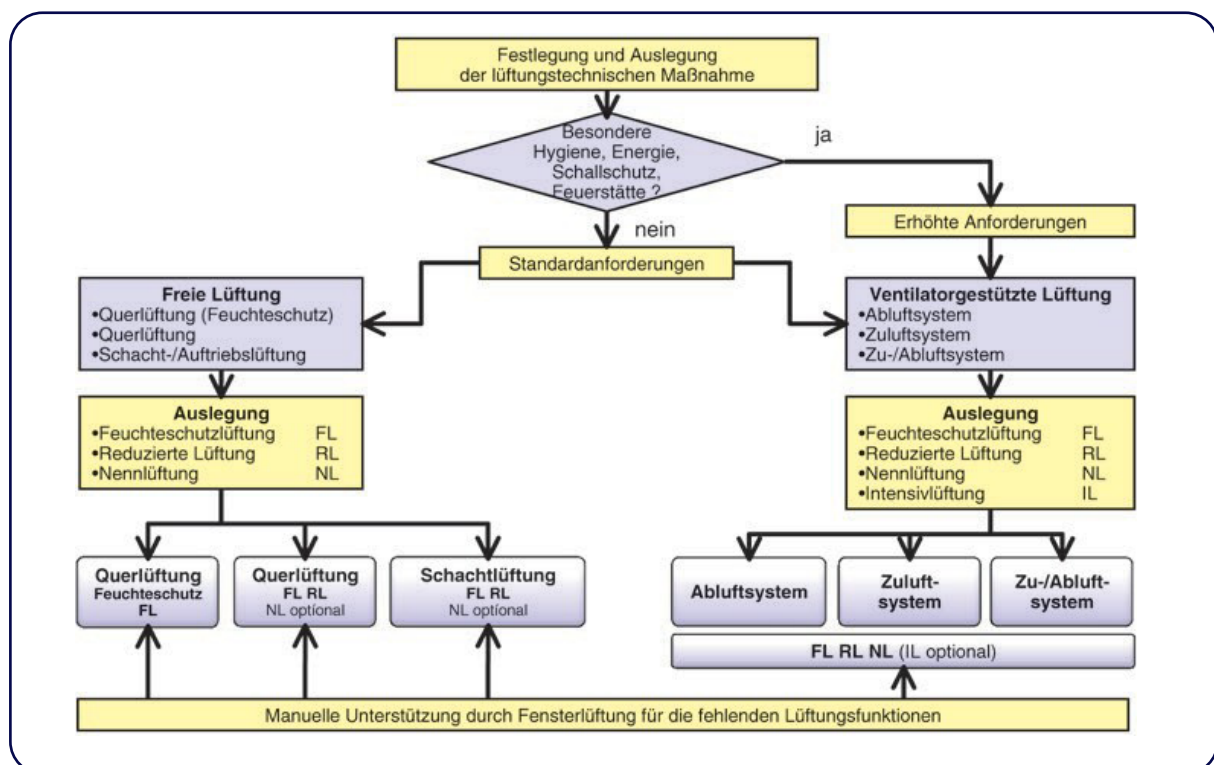 Festlegung und Auslegung
der lüftungstechnischen Maßnahme
Besondere
Hygiene, Energie,
Schallschutz,
Feuerstätte ?
ja
nein
Erhöhte Anforderungen
Standardanforderungen
Freie Lüftung
•Querlüftung (Feuchteschutz)
•Querlüftung
•Schacht-/Auftriebslüftung
Ventilatorgestützte Lüftung
•Abluftsystem
•Zuluftsystem
•Zu-/Abluftsystem
Auslegung
•Feuchteschutzlüftung FL
•Reduzierte Lüftung RL
•Nennlüftung NL
Auslegung
•Feuchteschutzlüftung FL
•Reduzierte Lüftung RL
•Nennlüftung NL
•Intensivlüftung IL
Querlüftung
Feuchteschutz
FL
Querlüftung
FL RL
NL optional
Schachtlüftung
FL RL
NL optional
Abluftsystem
Zuluft-
system
Zu-/Abluft-
system
FL RL NL (IL optional)
Manuelle Unterstützung durch Fensterlüftung für die fehlenden Lüftungsfunktionen